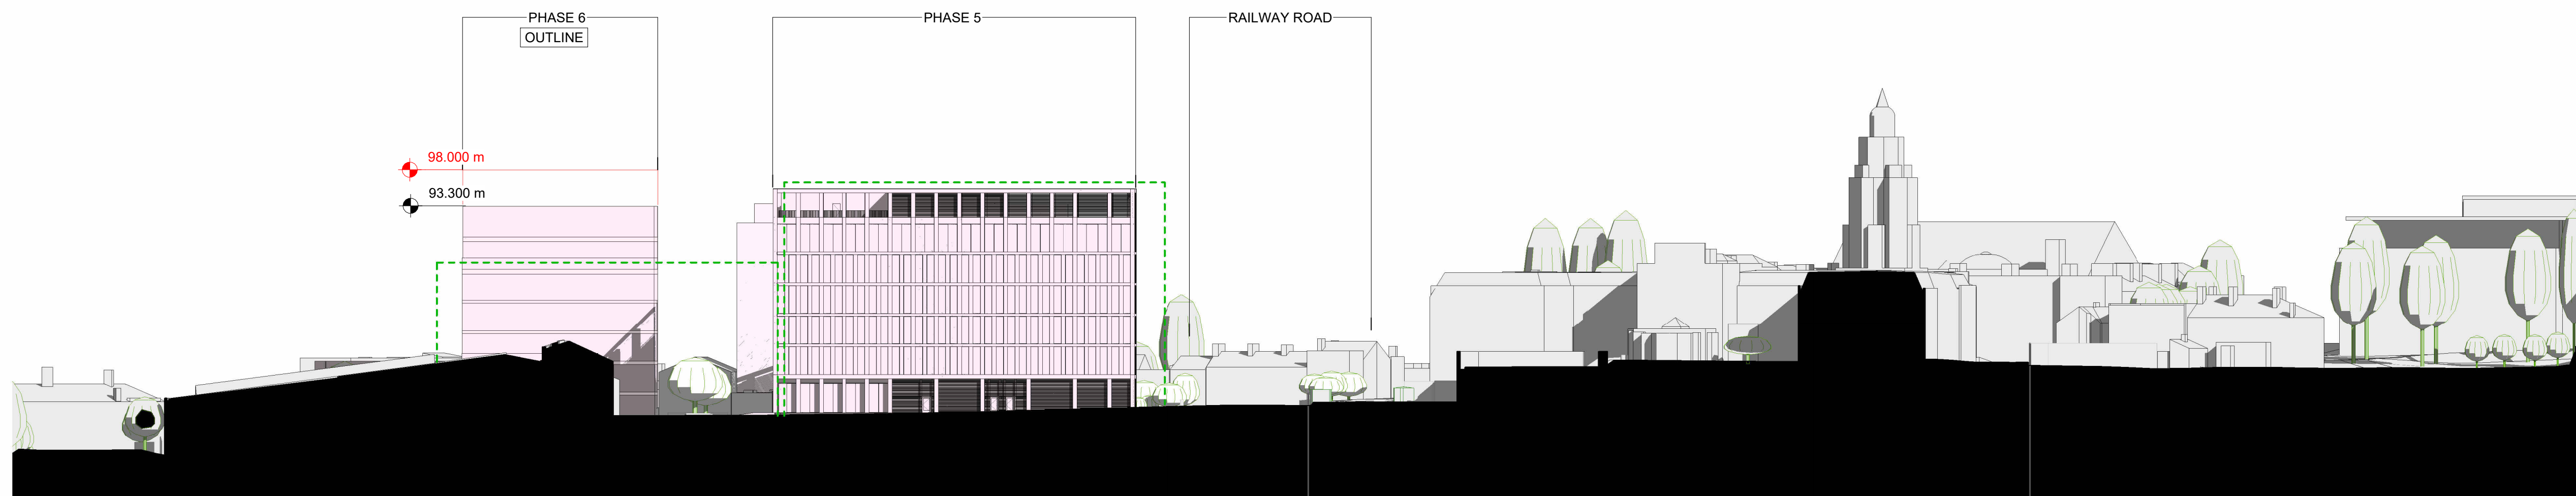 PHASE 6
OUTLINE
PHASE 5
RAILWAY ROAD
98.000 m
93.300 m